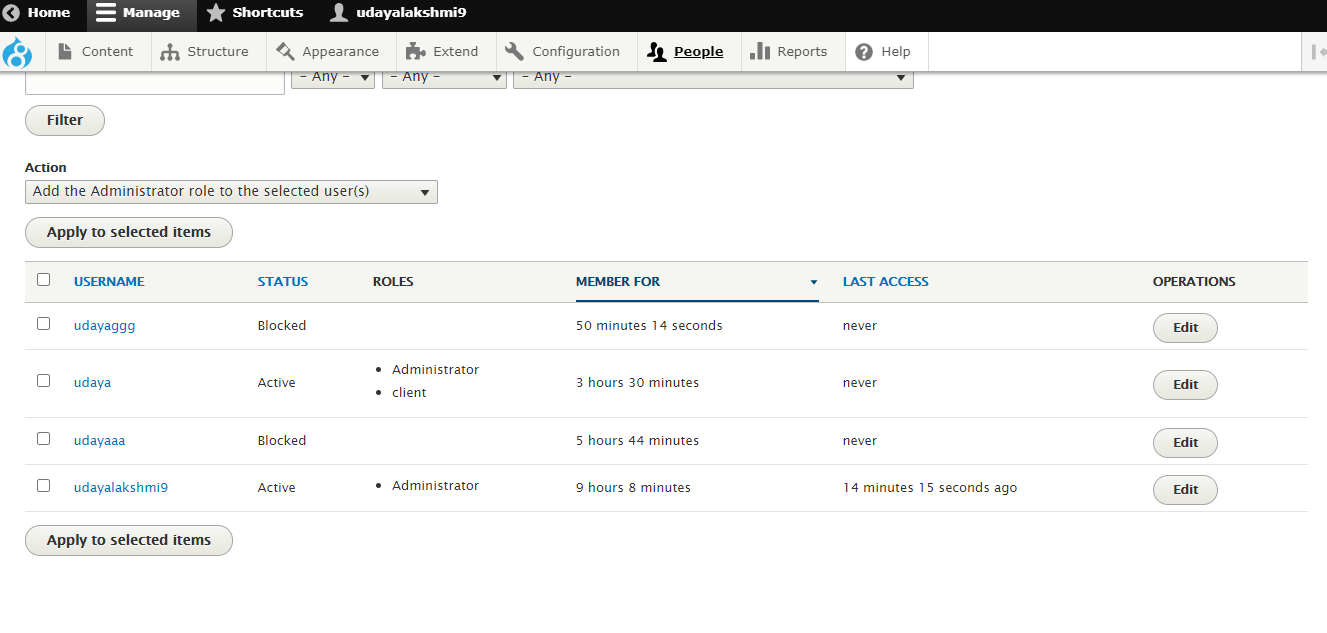 Home Manage Shortcuts udayalakshmi9
Content Structure Appearance Extend Configuration People Reports Help
- Any - - Any - - Any -
Filter
Action
Add the Administrator role to the selected user(s)
Apply to selected items
USERNAME STATUS ROLES MEMBER FOR LAST ACCESS OPERATIONS
udayaggg Blocked 50 minutes 14 seconds never Edit
Administrator
udaya Active 3 hours 30 minutes never Edit
client
udayaaa Blocked 5 hours 44 minutes never Edit
udayalakshmi9 Active Administrator 9 hours 8 minutes 14 minutes 15 seconds ago Edit
Apply to selected items